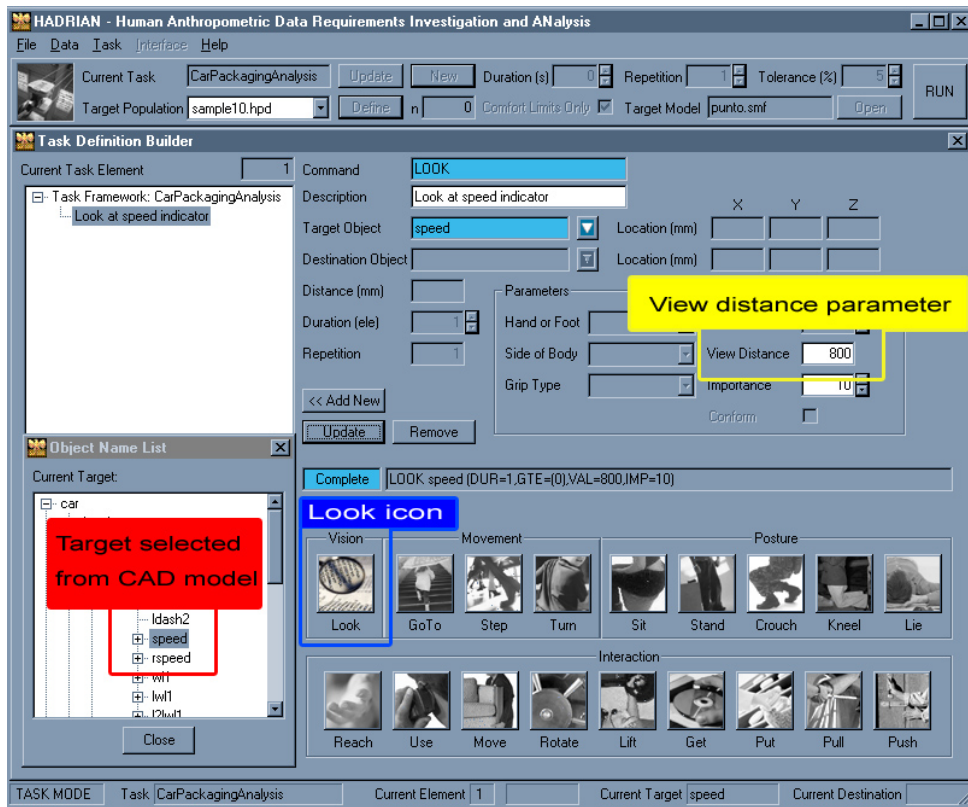 HADRIAN - Human Anthropometric Data Requirements Investigation and ANalysis
File Data Task Interface Help
Current Task CarPackagingAnalysis Update New Duration (s) 0 Repetition 1 Tolerance (%) 5 RUN
Target Population sample10.hpd Define n 0 Comfort Limits Only Target Model punto.smf Open
Task Definition Builder
Current Task Element 1 Command LOOK
Task Framework: CarPackagingAnalysis Description Look at speed indicator X Y Z
Look at speed indicator
Target Object speed Location (mm)
Destination Object Location (mm)
Distance (mm) Parameters View distance parameter
Duration (ele) 1 Hand or Foot
Repetition 1 Side of Body View Distance 800
Grip Type Importance 10
<< Add New
Conform
Update Remove
Object Name List
Current Target: Complete LOOK speed (DUR=1,GTE=(0),VAL=800,IMP=10)
car Look icon
Target selected Vision Movement Posture
from CAD model
ldash2 Look GoTo Step Turn Sit Stand Crouch Kneel Lie
speed
rspeed Interaction
wl1
lwl1
l2lwl1
Close Reach Use Move Rotate Lift Get Put Pull Push
TASK MODE Task CarPackagingAnalysis Current Element 1 Current Target speed Current Destination